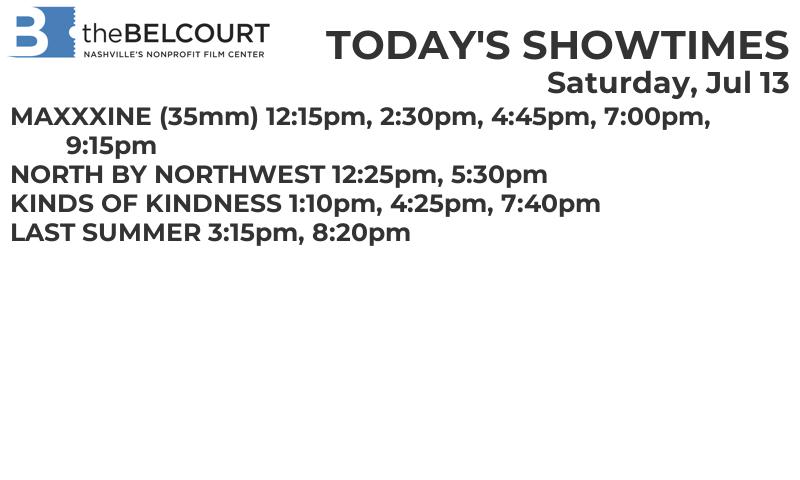 B theBELCOURT
NASHVILLE'S NONPROFIT FILM CENTER
TODAY'S SHOWTIMES
Saturday, Jul 13
MAXXXINE (35mm) 12:15pm, 2:30pm, 4:45pm, 7:00pm,
9:15pm
NORTH BY NORTHWEST 12:25pm, 5:30pm
KINDS OF KINDNESS 1:10pm, 4:25pm, 7:40pm
LAST SUMMER 3:15pm, 8:20pm